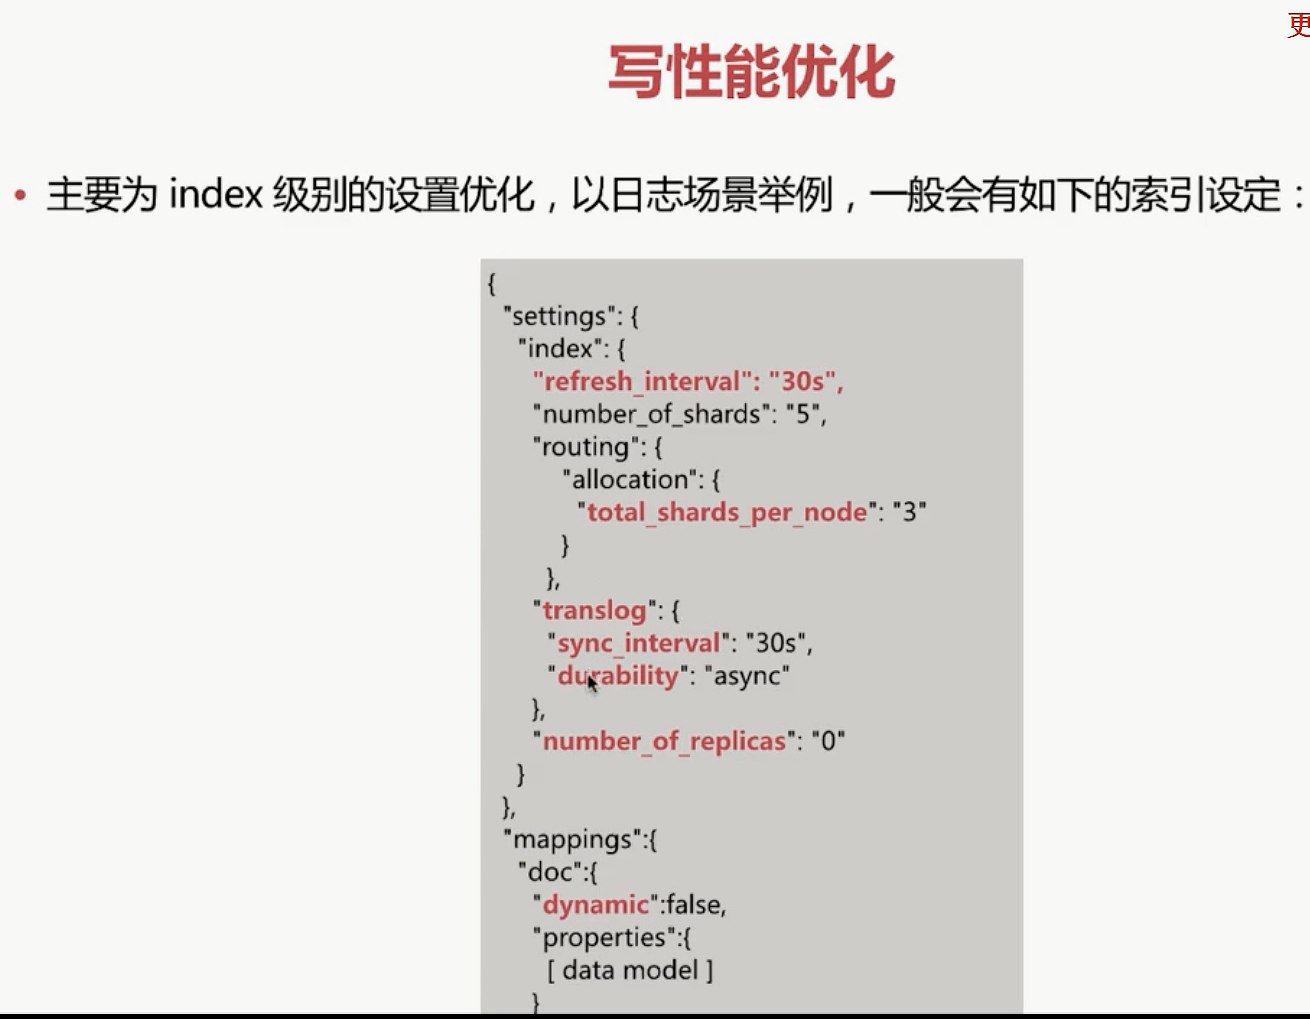 更
写性能优化
• 主要为 index 级别的设置优化，以日志场景举例，一般会有如下的索引设定：
{
"settings": {
"index": {
"refresh_interval": "30s",
"number_of_shards": "5",
"routing": {
"allocation": {
"total_shards_per_node": "3"
}
},
"translog": {
"sync_interval": "30s",
"durability": "async"
},
"number_of_replicas": "0"
}
},
"mappings":{
"doc":{
"dynamic":false,
"properties":{
[ data model ]
}